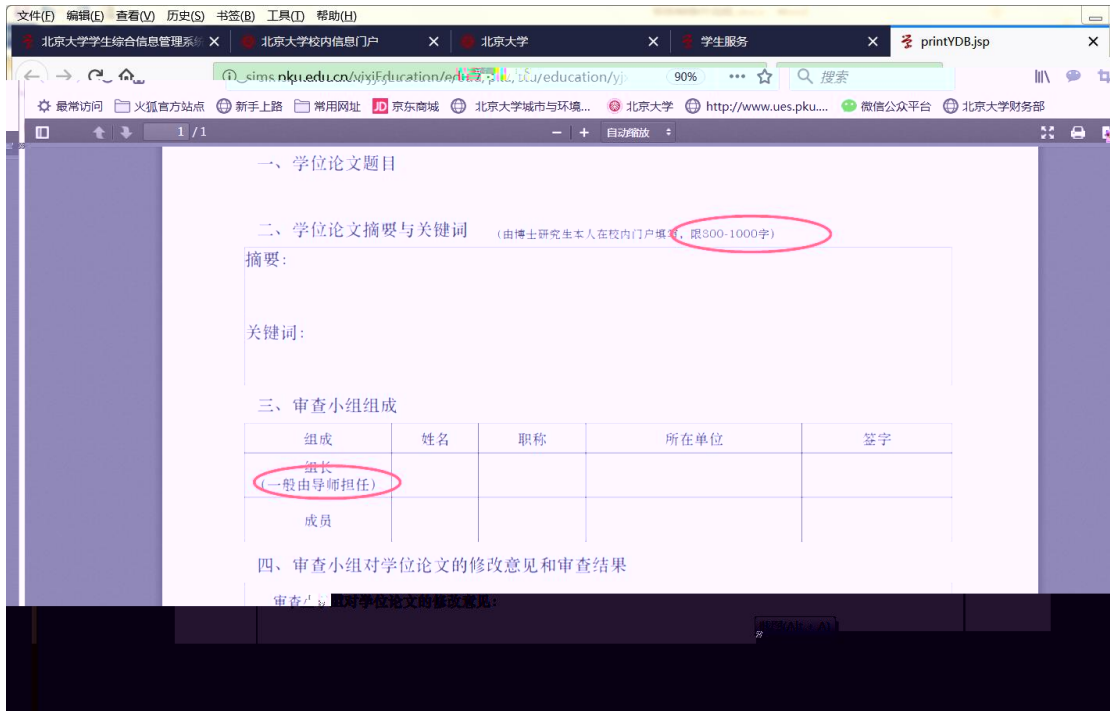 文件(F) 编辑(E) 查看(V) 历史(S) 书签(B) 工具(T) 帮助(H)
北京大学学生综合信息管理系统 北京大学校内信息门户 北京大学 学生服务 printYDB.jsp
90% 搜索
最常访问 火狐官方站点 新手上路 常用网址 JD 京东商城 北京大学城市与环境... 北京大学 http://www.ues.pku.... 微信公众平台 北京大学财务部
1 / 1 — + 自动缩放
一、学位论文题目
二、学位论文摘要与关键词 (由博士研究生本人在校内门户填写,限800-1000字)
摘要:
关键词:
三、审查小组组成
组成 姓名 职称 所在单位 签字
组长
(一般由导师担任)
成员
四、审查小组对学位论文的修改意见和审查结果
审查小组对学位论文的修改意见: